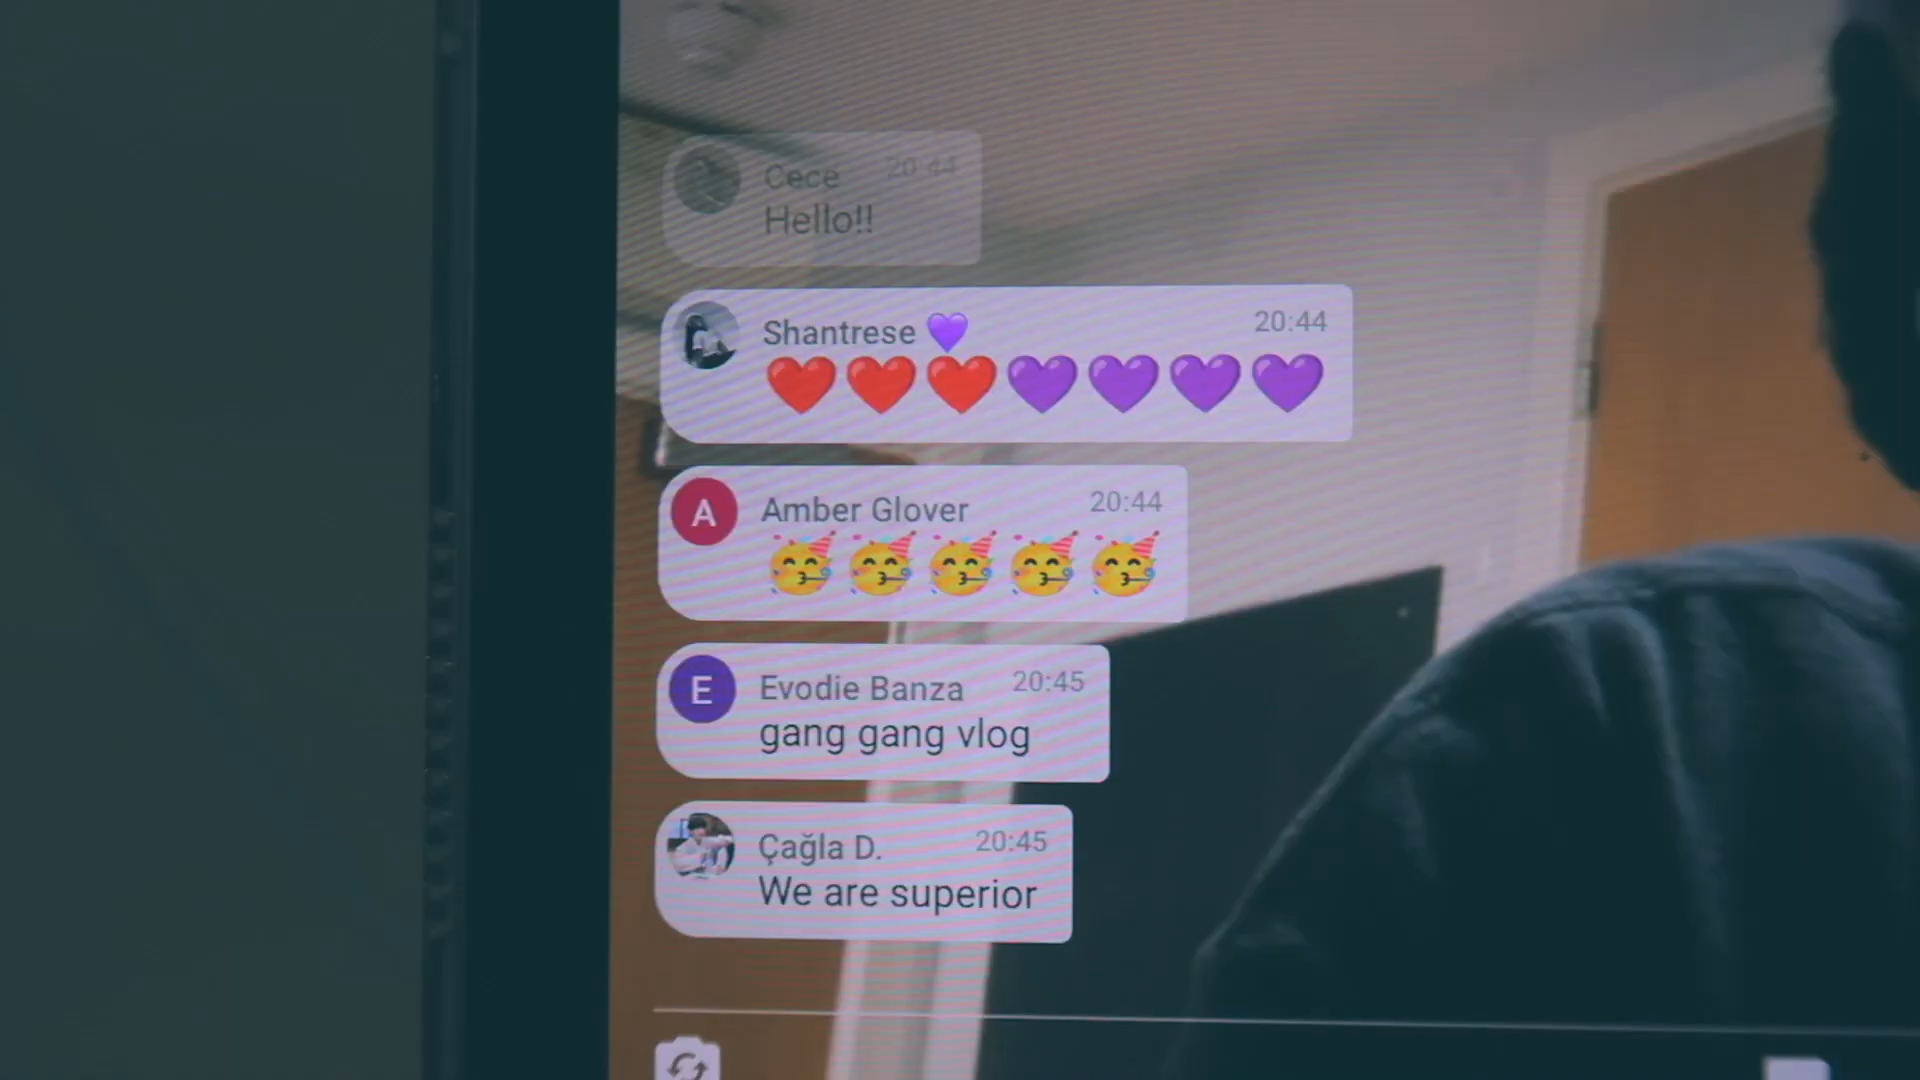 Cece 20:44
Hello!!
Shantrese 💜 20:44
❤️❤️❤️💜💜💜💜
A Amber Glover 20:44
🥳🥳🥳🥳🥳
E Evodie Banza 20:45
gang gang vlog
Çağla D. 20:45
We are superior